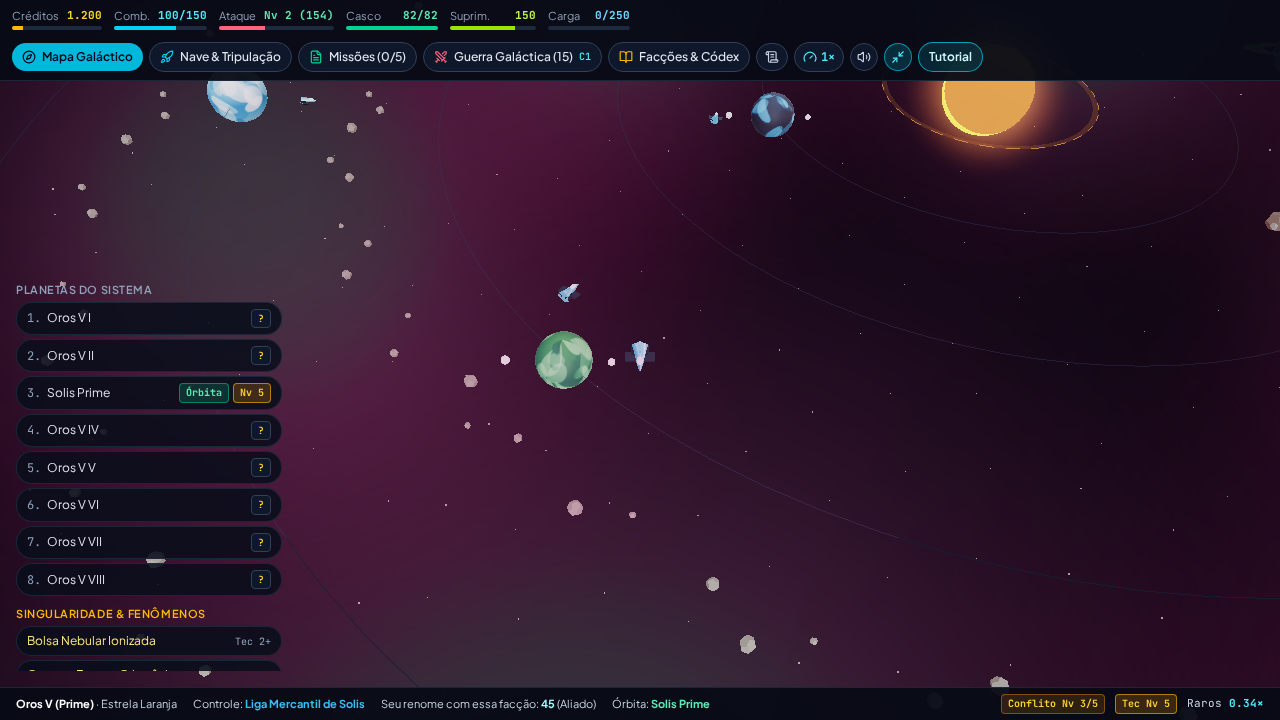 Créditos 1.200 Comb. 100/150 Ataque Nv 2 (154) Casco 82/82 Suprim. 150 Carga 0/250
Mapa Galáctico Nave & Tripulação Missões (0/5) Guerra Galáctica (15) C1 Facções & Códex 1× Tutorial
PLANETAS DO SISTEMA
1. Oros V I ?
2. Oros V II ?
3. Solis Prime Órbita Nv 5
4. Oros V IV ?
5. Oros V V ?
6. Oros V VI ?
7. Oros V VII ?
8. Oros V VIII ?
SINGULARIDADE & FENÔMENOS
Bolsa Nebular Ionizada Tec 2+
Oros V (Prime) · Estrela Laranja Controle: Liga Mercantil de Solis Seu renome com essa facção: 45 (Aliado) Órbita: Solis Prime Conflito Nv 3/5 Tec Nv 5 Raros 0.34×